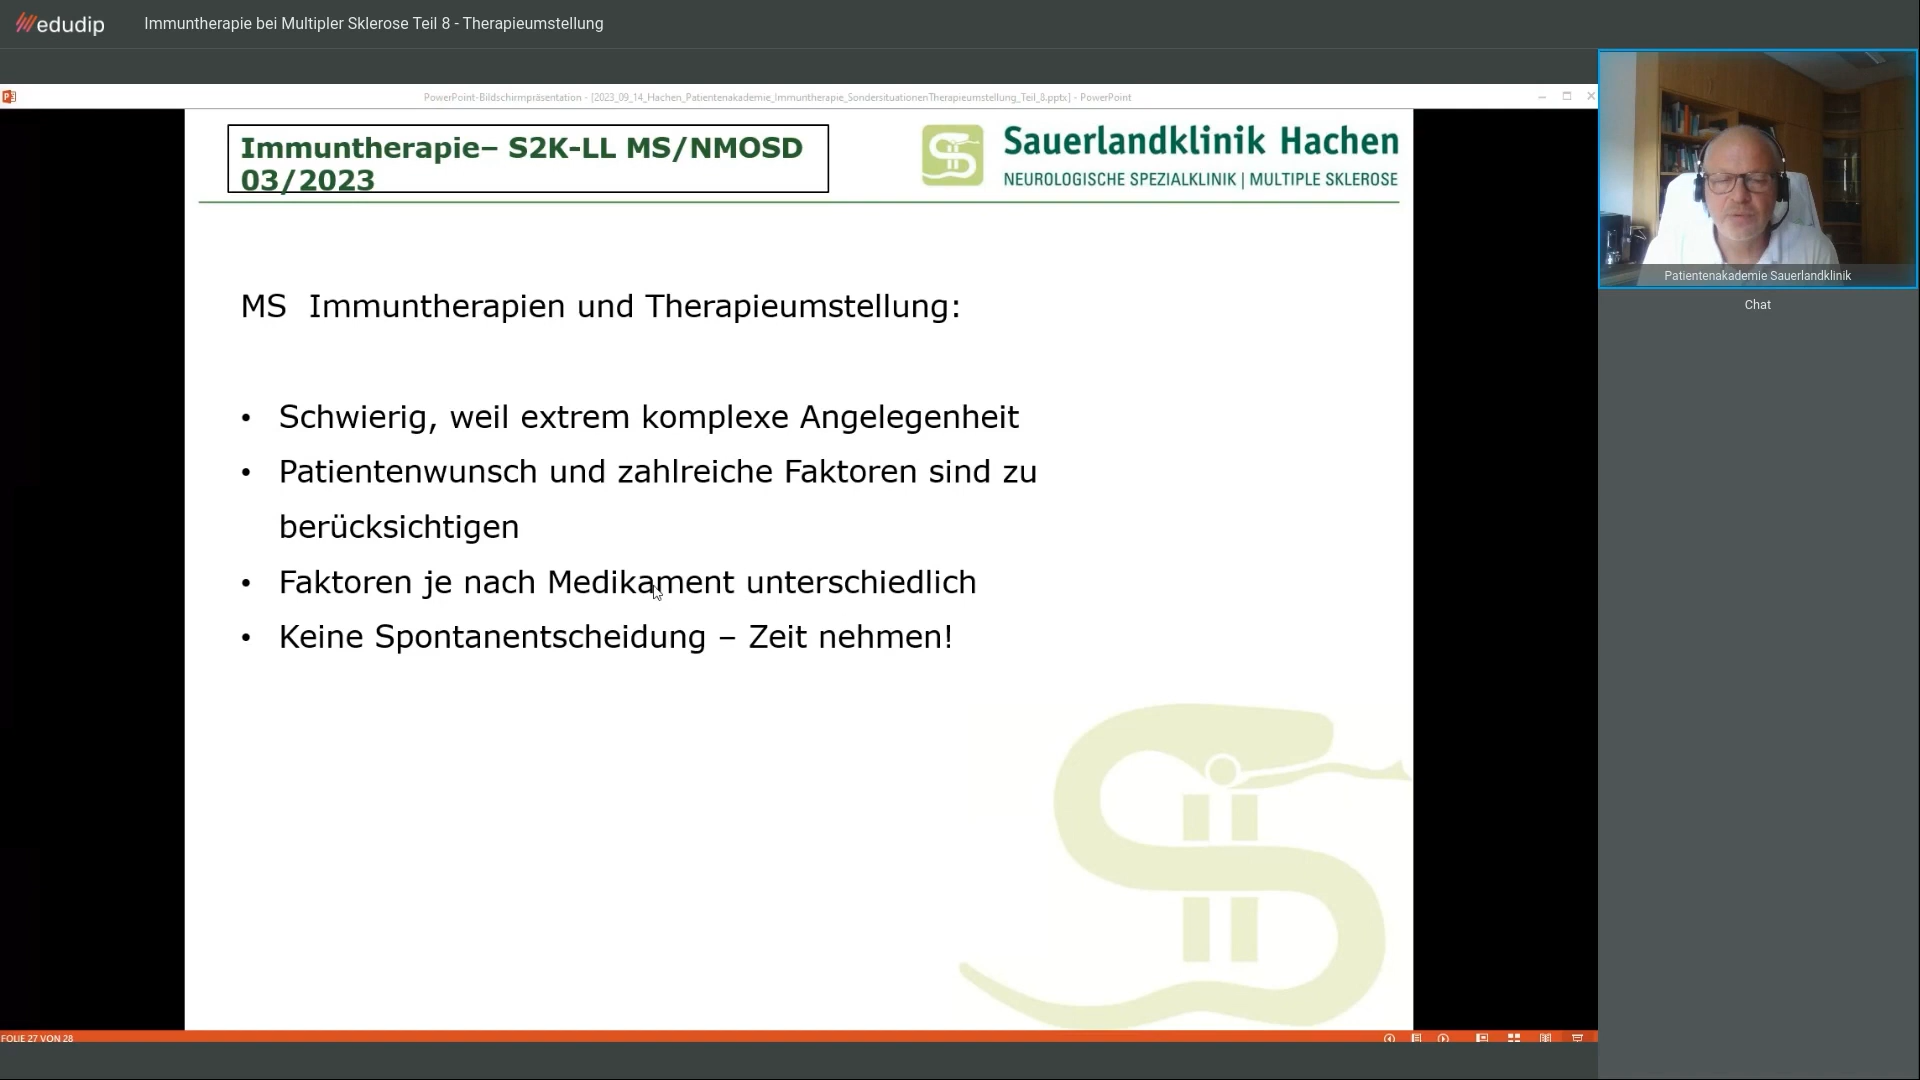 edudip
Immuntherapie bei Multipler Sklerose Teil 8 - Therapieumstellung
PowerPoint-Bildschirmpräsentation - [2023_09_14_Hachen_Patientenakademie_Immuntherapie_SondersituationenTherapieumstellung_Teil_8.pptx] - PowerPoint
Immuntherapie– S2K-LL MS/NMOSD
03/2023
Sauerlandklinik Hachen
NEUROLOGISCHE SPEZIALKLINIK | MULTIPLE SKLEROSE
Patientenakademie Sauerlandklinik
Chat
MS Immuntherapien und Therapieumstellung:
• Schwierig, weil extrem komplexe Angelegenheit
• Patientenwunsch und zahlreiche Faktoren sind zu
berücksichtigen
• Faktoren je nach Medikament unterschiedlich
• Keine Spontanentscheidung – Zeit nehmen!
FOLIE 27 VON 28